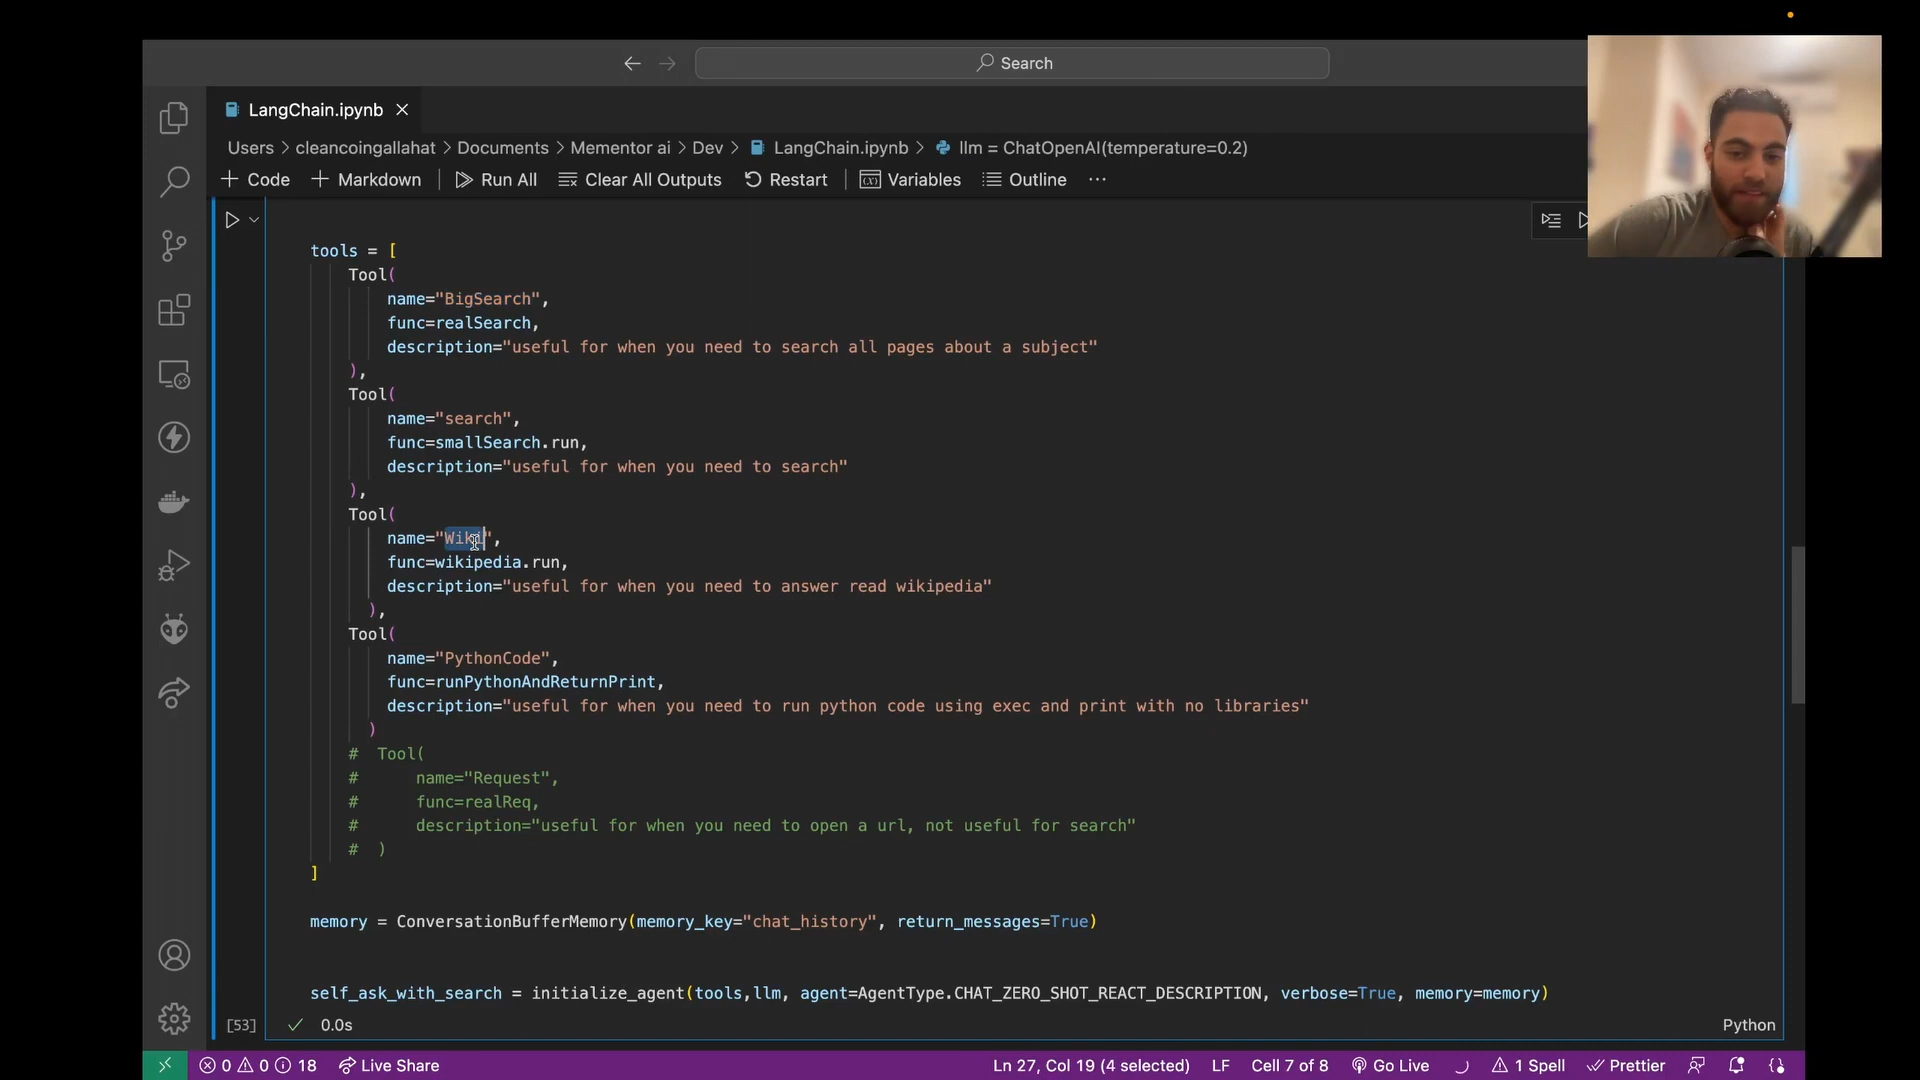 Search
LangChain.ipynb
Users > cleancoingallahat > Documents > Mementor ai > Dev > LangChain.ipynb > llm = ChatOpenAI(temperature=0.2)
+ Code + Markdown Run All Clear All Outputs Restart Variables Outline ...
tools = [
Tool(
name="BigSearch",
func=realSearch,
description="useful for when you need to search all pages about a subject"
),
Tool(
name="search",
func=smallSearch.run,
description="useful for when you need to search"
),
Tool(
name="Wiki",
func=wikipedia.run,
description="useful for when you need to answer read wikipedia"
),
Tool(
name="PythonCode",
func=runPythonAndReturnPrint,
description="useful for when you need to run python code using exec and print with no libraries"
)
# Tool(
# name="Request",
# func=realReq,
# description="useful for when you need to open a url, not useful for search"
# )
]
memory = ConversationBufferMemory(memory_key="chat_history", return_messages=True)
self_ask_with_search = initialize_agent(tools,llm, agent=AgentType.CHAT_ZERO_SHOT_REACT_DESCRIPTION, verbose=True, memory=memory)
[53] 0.0s Python
0 0 18 Live Share Ln 27, Col 19 (4 selected) LF Cell 7 of 8 Go Live 1 Spell Prettier